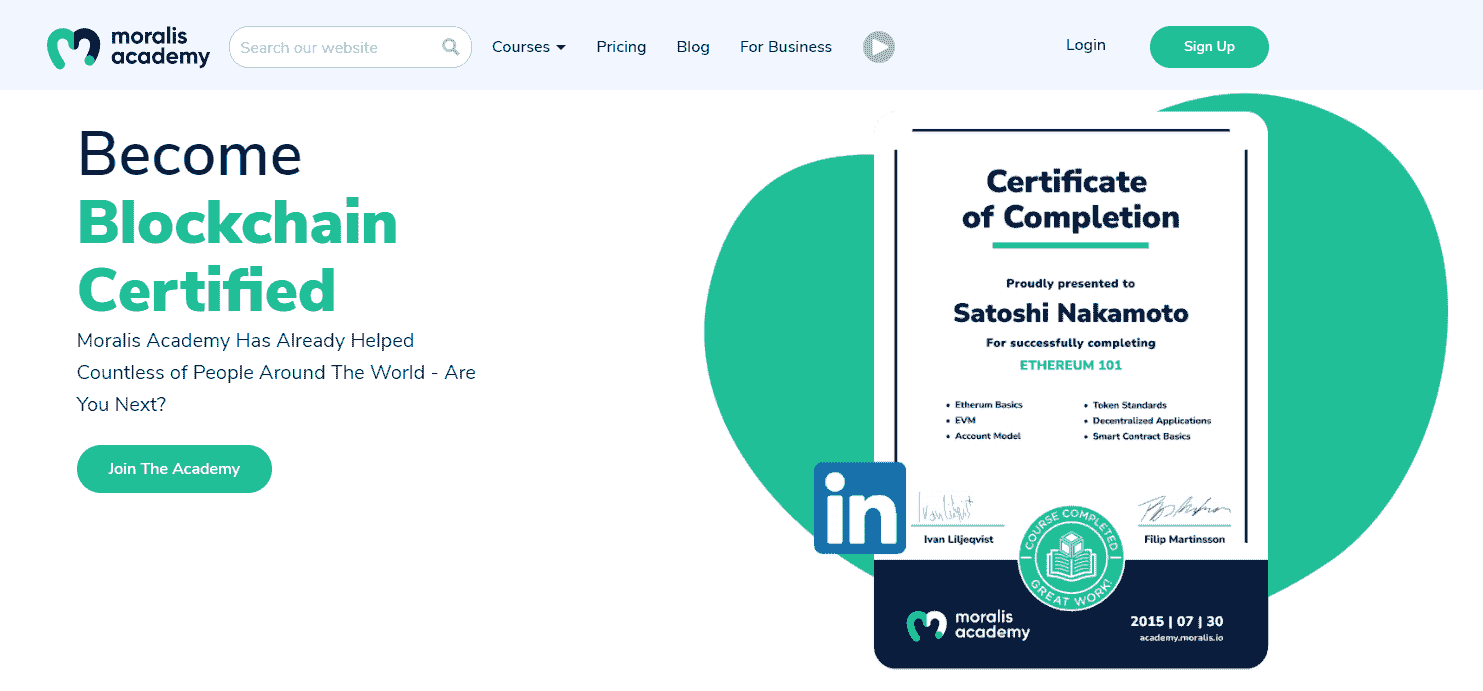 moralis
academy
Search our website
Courses
Pricing
Blog
For Business
Login
Sign Up
Become
Blockchain
Certified
Moralis Academy Has Already Helped
Countless of People Around The World - Are
You Next?
Join The Academy
Certificate
of Completion
Proudly presented to
Satoshi Nakamoto
For successfully completing
ETHEREUM 101
• Etherum Basics
• EVM
• Account Model
• Token Standards
• Decentralized Applications
• Smart Contract Basics
in
Ivan Liljeqvist
Filip Martinsson
COURSE COMPLETED
GREAT WORK!
moralis
academy
2015 | 07 | 30
academy.moralis.io